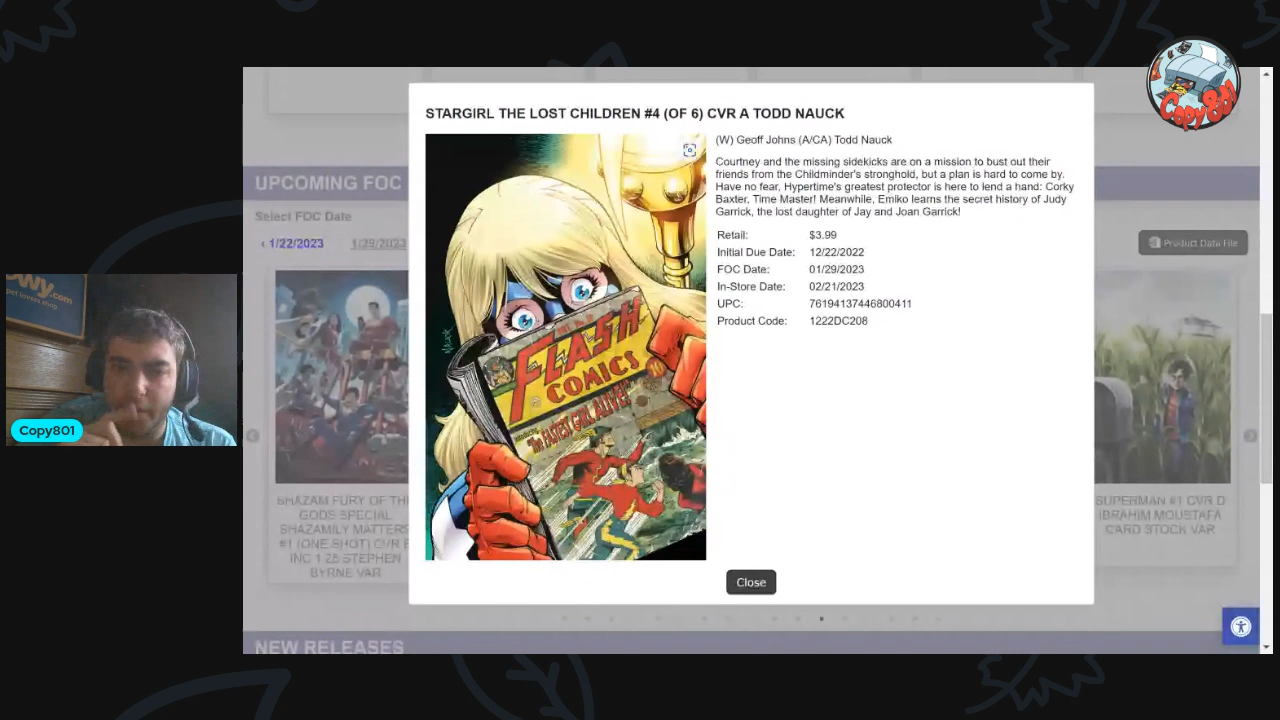 Copy801
STARGIRL THE LOST CHILDREN #4 (OF 6) CVR A TODD NAUCK
(W) Geoff Johns (A/CA) Todd Nauck
Courtney and the missing sidekicks are on a mission to bust out their
friends from the Childminder's stronghold, but a plan is hard to come by.
Have no fear, Hypertime's greatest protector is here to lend a hand: Corky
Baxter, Time Master! Meanwhile, Emiko learns the secret history of Judy
Garrick, the lost daughter of Jay and Joan Garrick!
Retail: $3.99
Initial Due Date: 12/22/2022
FOC Date: 01/29/2023
In-Store Date: 02/21/2023
UPC: 76194137446800411
Product Code: 1222DC208
UPCOMING FOC
Select FOC Date
‹ 1/22/2023 1/29/2023
Product Data File
FLASH
COMICS
THE FASTEST GIRL ALIVE!
NAUCK
.com
Copy801
SHAZAM FURY OF THE
GODS SPECIAL
SHAZAMILY MATTERS
#1 (ONE SHOT) CVR E
INC 1:25 STEPHEN
BYRNE VAR
SUPERMAN #1 CVR D
IBRAHIM MOUSTAFA
CARD STOCK VAR
Close
NEW RELEASES